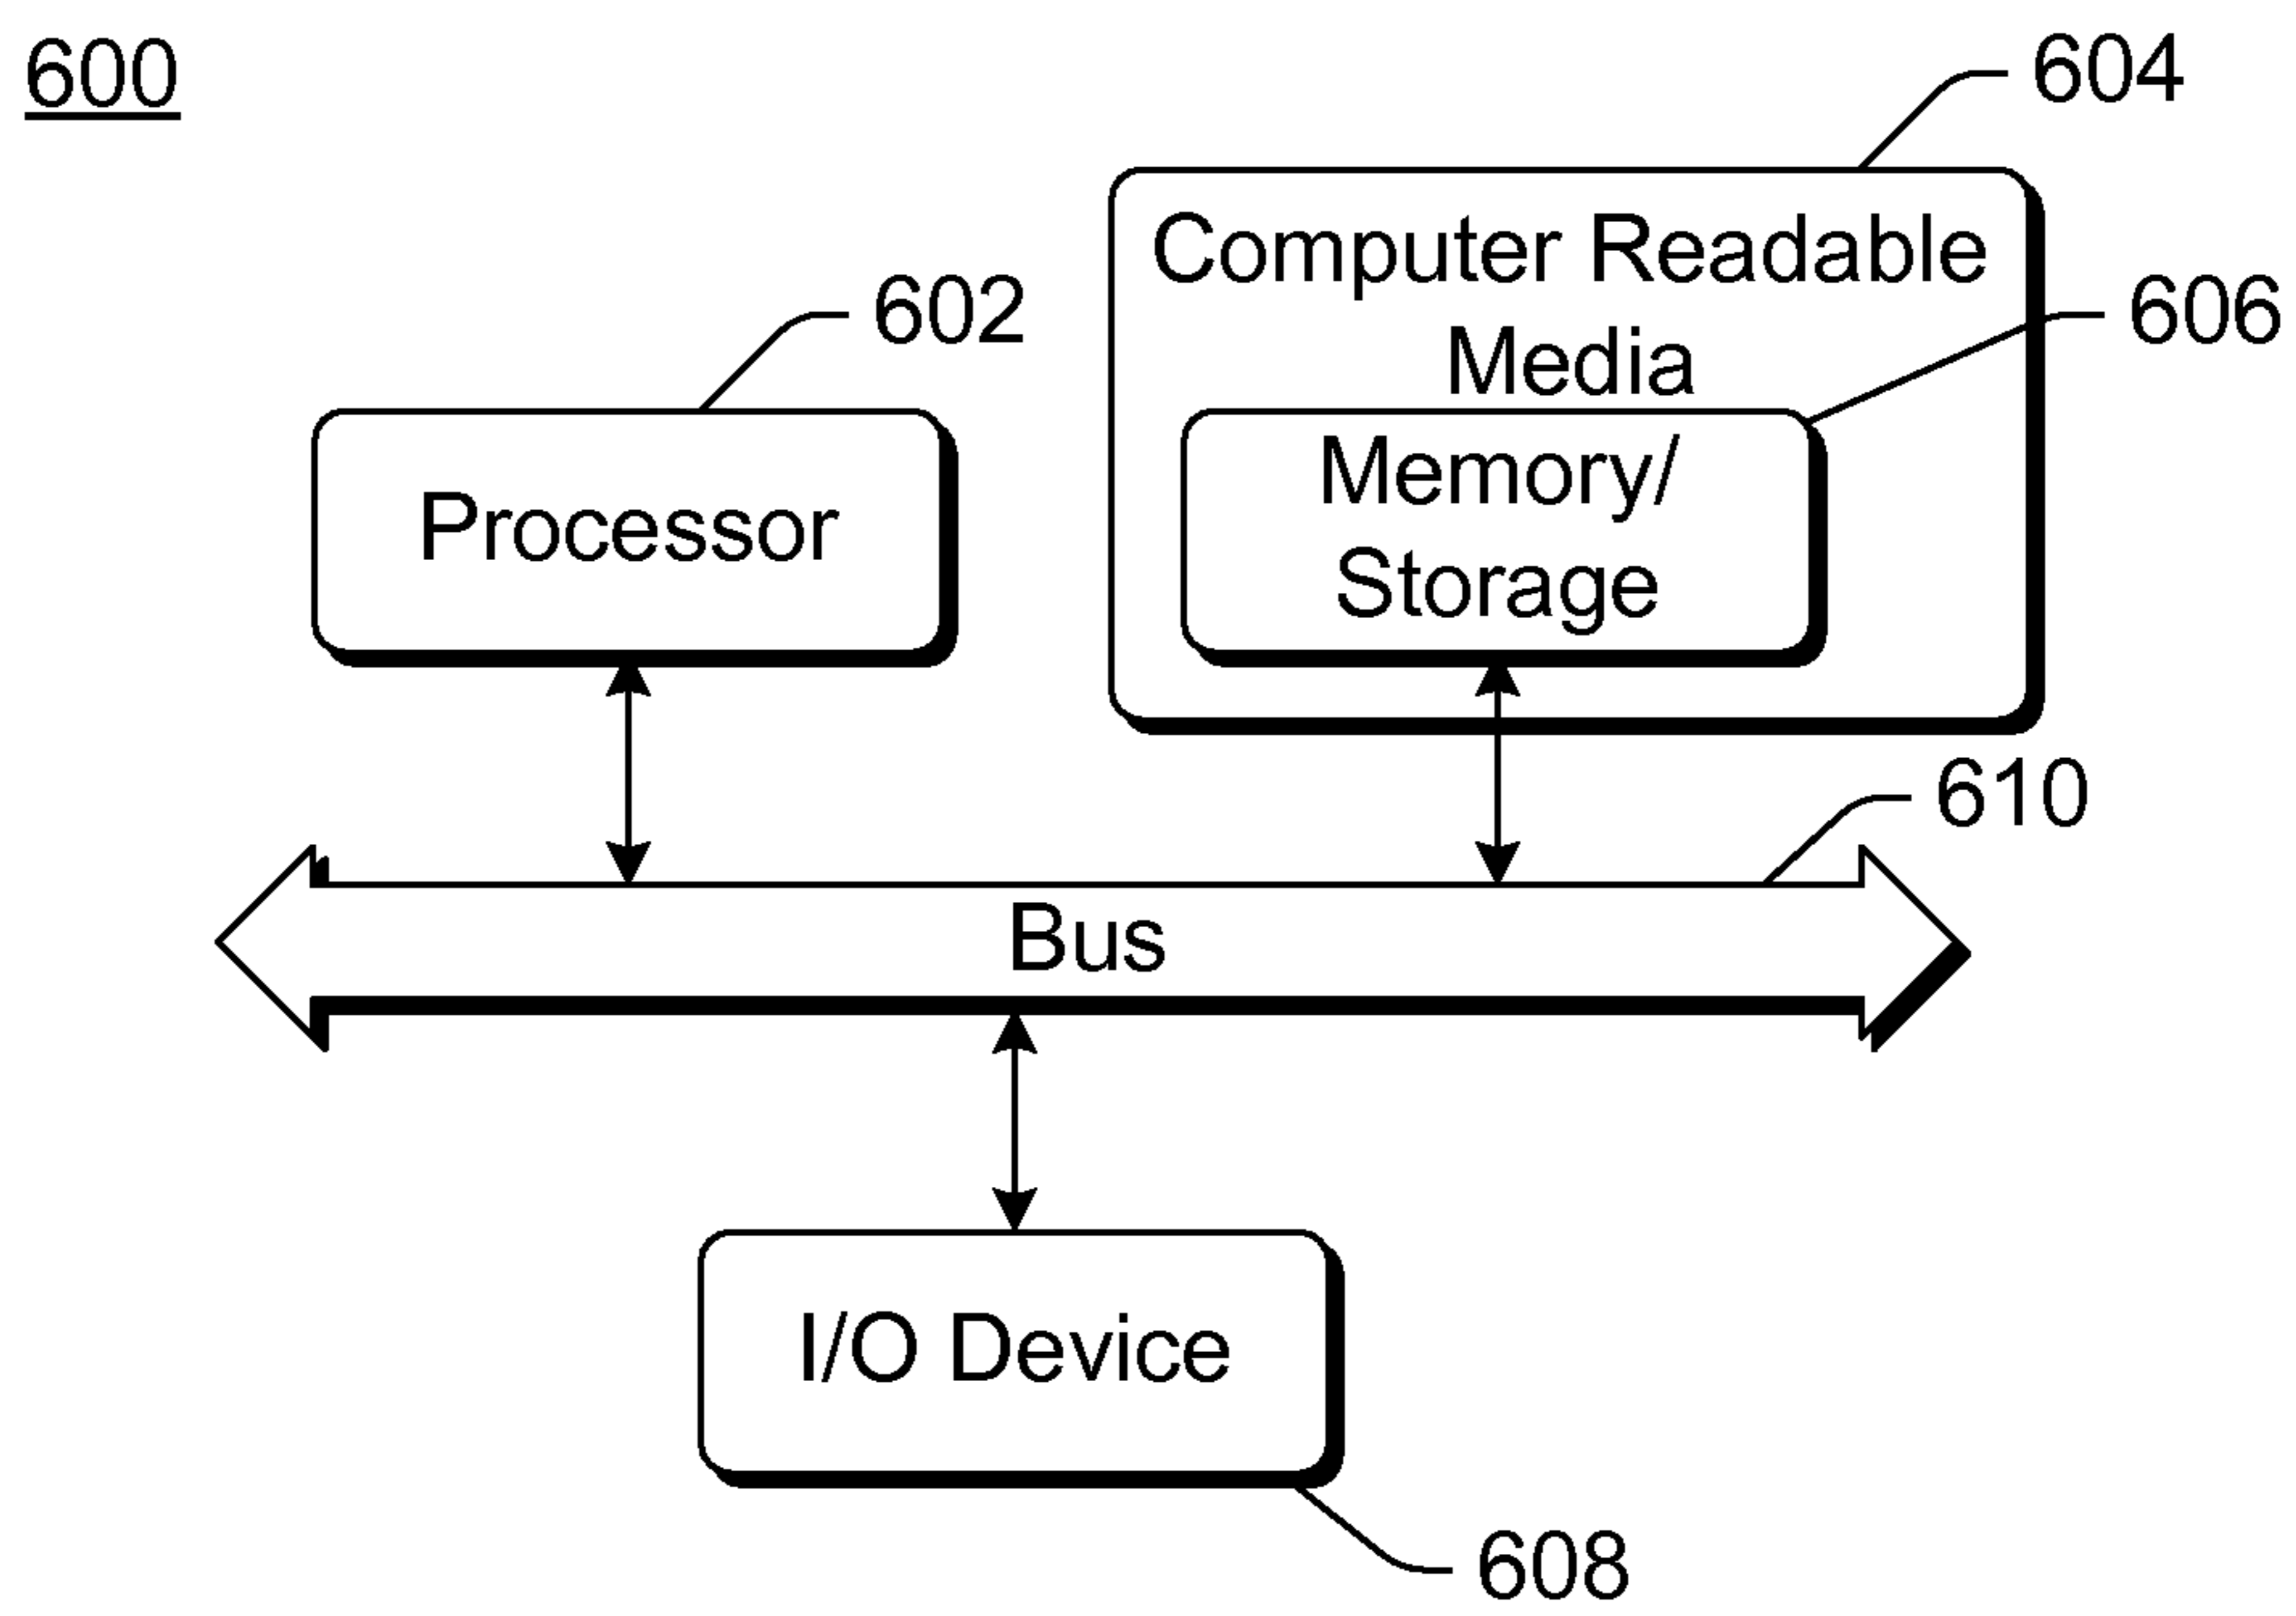 600
604
Computer Readable
Media
602
606
Processor
Memory/
Storage
610
Bus
I/O Device
608